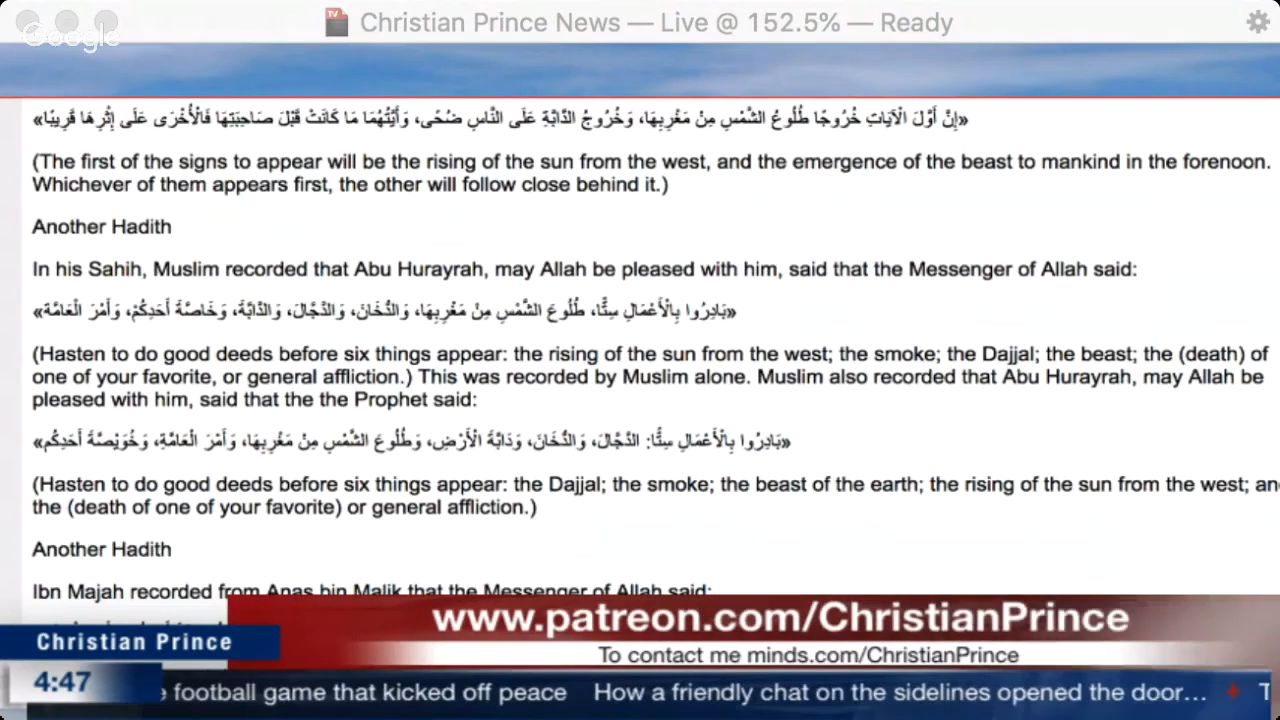 Google
TV
Christian Prince News — Live @ 152.5% — Ready
«إِنَّ أَوَّلَ الْآيَاتِ خُرُوجًا طُلُوعُ الشَّمْسِ مِنْ مَغْرِبِهَا، وَخُرُوجُ الدَّابَّةِ عَلَى النَّاسِ ضُحًى، وَأَيَّتُهُمَا مَا كَانَتْ قَبْلَ صَاحِبَتِهَا فَالْأُخْرَى عَلَى إِثْرِهَا قَرِيبًا»
(The first of the signs to appear will be the rising of the sun from the west, and the emergence of the beast to mankind in the forenoon.
Whichever of them appears first, the other will follow close behind it.)
Another Hadith
In his Sahih, Muslim recorded that Abu Hurayrah, may Allah be pleased with him, said that the Messenger of Allah said:
«بَادِرُوا بِالْأَعْمَالِ سِتًّا، طُلُوعَ الشَّمْسِ مِنْ مَغْرِبِهَا، وَالدُّخَانَ، وَالدَّجَّالَ، وَالدَّابَّةَ، وَخَاصَّةَ أَحَدِكُمْ، وَأَمْرَ الْعَامَّة»
(Hasten to do good deeds before six things appear: the rising of the sun from the west; the smoke; the Dajjal; the beast; the (death) of
one of your favorite, or general affliction.) This was recorded by Muslim alone. Muslim also recorded that Abu Hurayrah, may Allah be
pleased with him, said that the the Prophet said:
«بَادِرُوا بِالْأَعْمَالِ سِتًّا: الدَّجَّالَ، وَالدُّخَانَ، وَدَابَّةَ الْأَرْضِ، وَطُلُوعَ الشَّمْسِ مِنْ مَغْرِبِهَا، وَأَمْرَ الْعَامَّةِ، وَخُوَيْصَّةَ أَحَدِكُم»
(Hasten to do good deeds before six things appear: the Dajjal; the smoke; the beast of the earth; the rising of the sun from the west; and
the (death of one of your favorite) or general affliction.)
Another Hadith
Ibn Majah recorded from Anas bin Malik that the Messenger of Allah said:
www.patreon.com/ChristianPrince
Christian Prince
To contact me minds.com/ChristianPrince
4:47
football game that kicked off peace How a friendly chat on the sidelines opened the door...